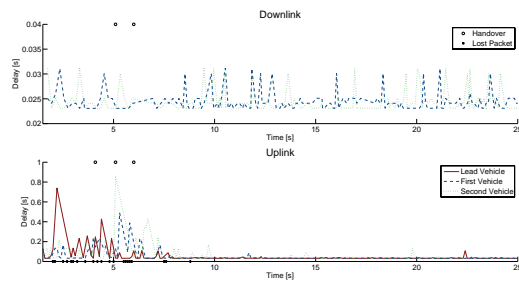 Downlink
0.04
0.035
0.03
0.025
0.02
Delay [s]
Handover
Lost Packet
5
10
15
20
25
Time [s]
Uplink
1
0.8
0.6
0.4
0.2
0
Delay [s]
Lead Vehicle
First Vehicle
Second Vehicle
5
10
15
20
25
Time [s]